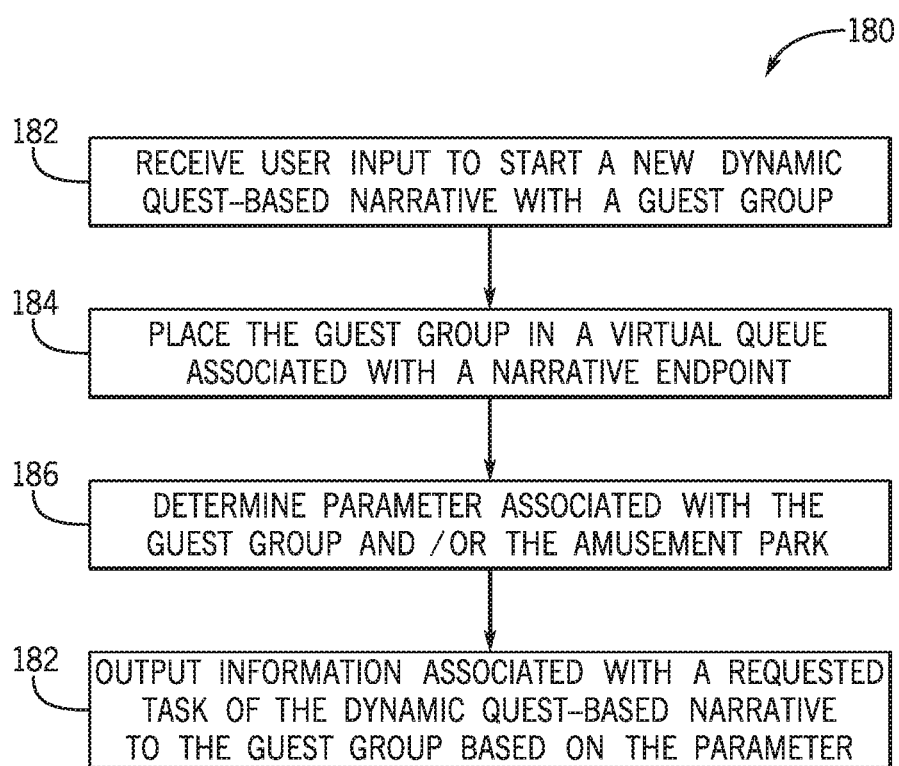 180
182
RECEIVE USER INPUT TO START A NEW DYNAMIC
QUEST-BASED NARRATIVE WITH A GUEST GROUP
184
PLACE THE GUEST GROUP IN A VIRTUAL QUEUE
ASSOCIATED WITH A NARRATIVE ENDPOINT
186
DETERMINE PARAMETER ASSOCIATED WITH THE
GUEST GROUP AND /OR THE AMUSEMENT PARK
182
OUTPUT INFORMATION ASSOCIATED WITH A REQUESTED
TASK OF THE DYNAMIC QUEST-BASED NARRATIVE
TO THE GUEST GROUP BASED ON THE PARAMETER